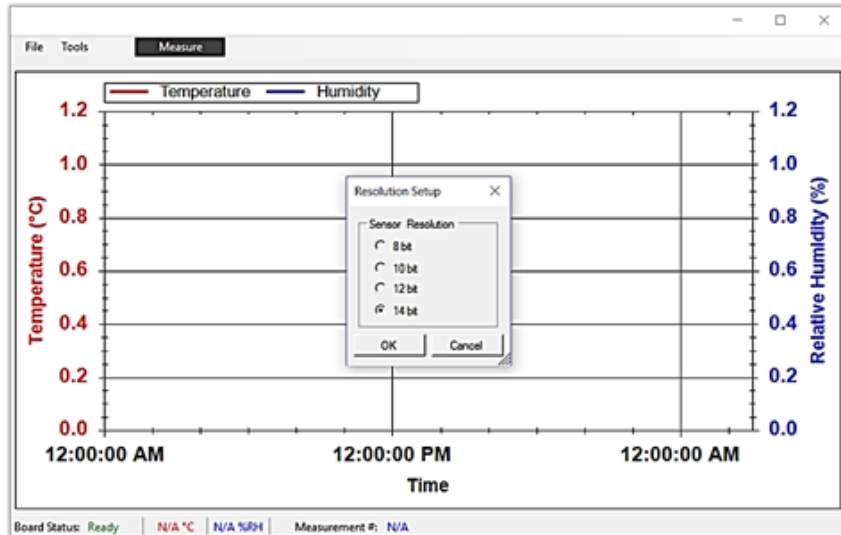 File Tools Measure
Temperature Humidity
1.2 1.2
1.0 1.0
0.8 0.8
0.6 0.6
0.4 0.4
0.2 0.2
0.0 0.0
Temperature (°C)
Relative Humidity (%)
Resolution Setup
Sensor Resolution
8 bit
10 bit
12 bit
14 bit
OK Cancel
12:00:00 AM 12:00:00 PM 12:00:00 AM
Time
Board Status: Ready N/A °C N/A %RH Measurement #: N/A